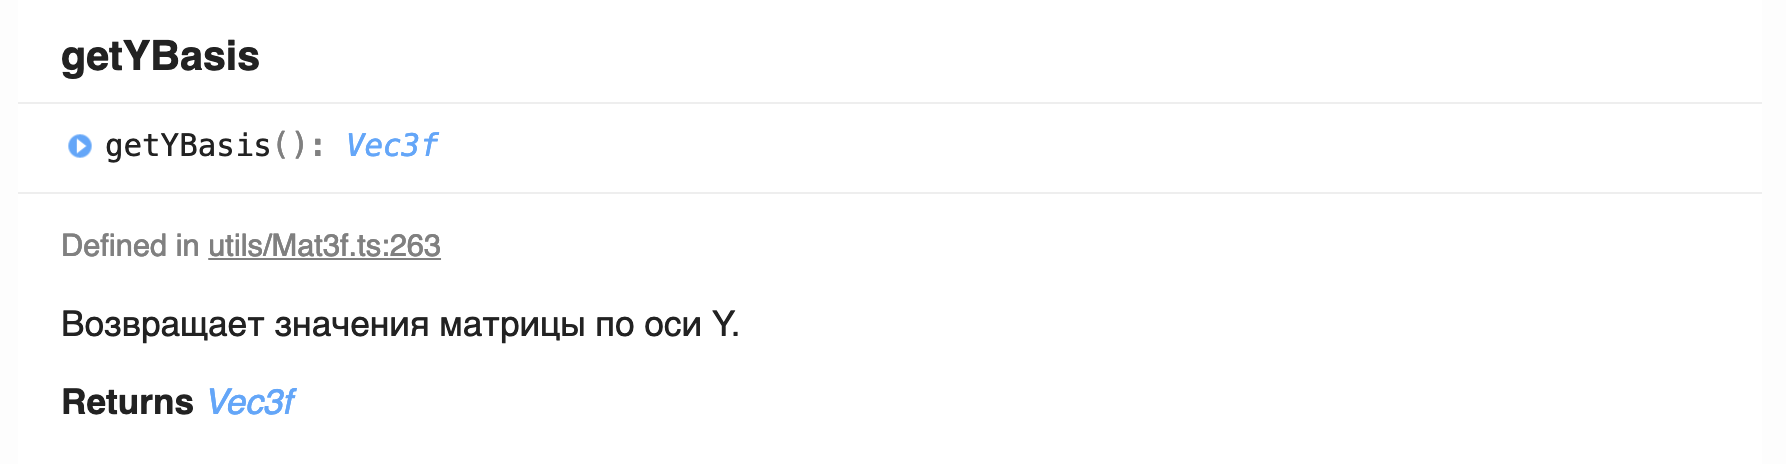 getYBasis
getYBasis(): Vec3f
Defined in utils/Mat3f.ts:263
Возвращает значения матрицы по оси Y.
Returns Vec3f